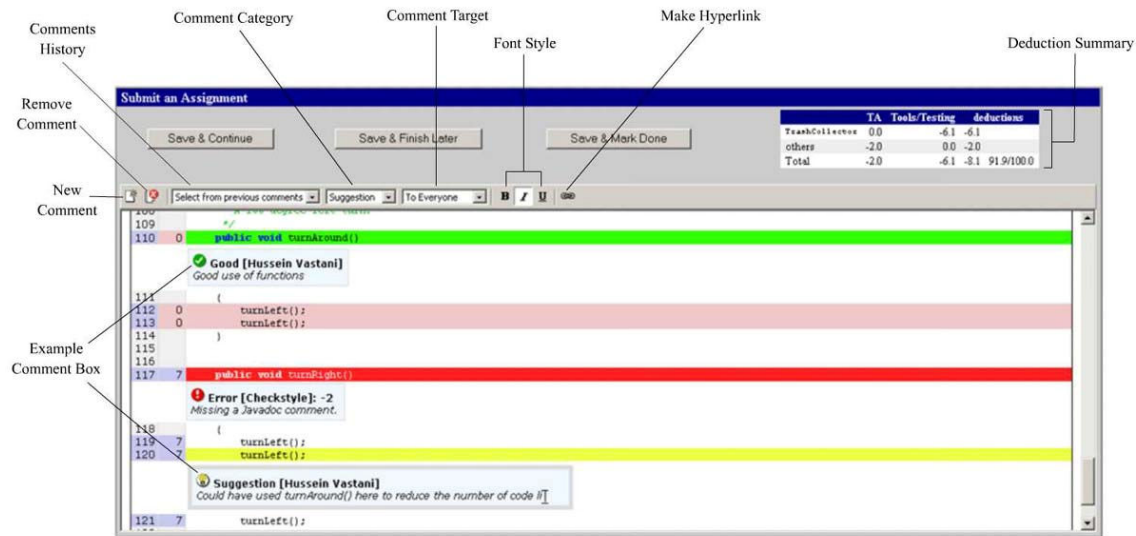 Comment Category
Comment Target
Make Hyperlink
Comments
History
Font Style
Deduction Summary
Remove
Comment
New
Comment
Example
Comment Box
Submit an Assignment
Save & Continue
Save & Finish Later
Save & Mark Done
TA Tools/Testing deductions
TrashCollector 0.0 -6.1 -6.1
others -2.0 0.0 -2.0
Total -2.0 -6.1 -8.1 91.9/100.0
Select from previous comments Suggestion To Everyone B I U
109 */
110 0 public void turnAround()
Good [Hussein Vastani]
Good use of functions
111 {
112 0 turnLeft();
113 0 turnLeft();
114 }
115
116
117 7 public void turnRight()
Error [Checkstyle]: -2
Missing a Javadoc comment.
118 {
119 7 turnLeft();
120 7 turnLeft();
Suggestion [Hussein Vastani]
Could have used turnAround() here to reduce the number of code li
121 7 turnLeft();